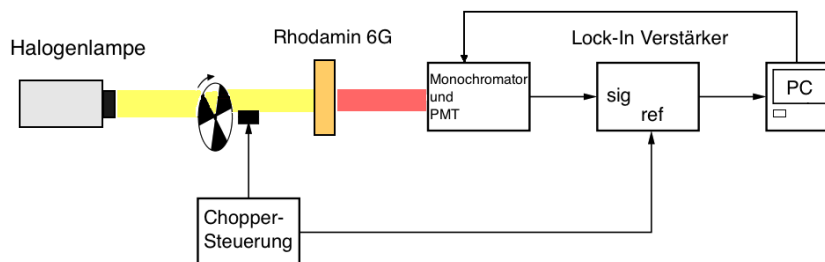 Halogenlampe
Rhodamin 6G
Monochromator
und
PMT
Lock-In Verstärker
sig
ref
PC
Chopper-
Steuerung